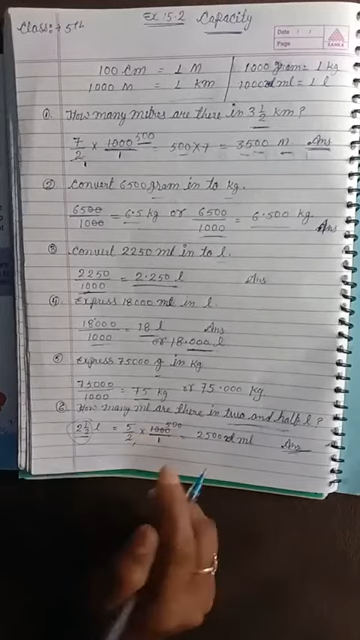 Class:→ 5th
Ex:5.2 Capacity
Date
Page
LANKA
100 Cm = 1 M
1000 gram = 1 kg
1000 M = 1 km
1000 ml = 1 l
① How many metres are there in 3 1/2 km?
7/2 × 1000/1 500 = 500×7 = 3500 M Ans
② Convert 6500 gram in to kg.
6500/1000 = 6.5 kg or 6500/1000 = 6.500 kg. Ans
③ Convert 2250 ml in to l.
2250/1000 = 2.250 l Ans
④ Express 18000 ml in l.
18000/1000 = 18 l Ans
or 18.000 l
⑤ Express 75000 g in kg
75000/1000 = 75 kg or 75.000 kg
⑥ How many ml are there in two and half l?
2 1/2 l = 5/2 × 1000/1 500 = 2500 ml Ans